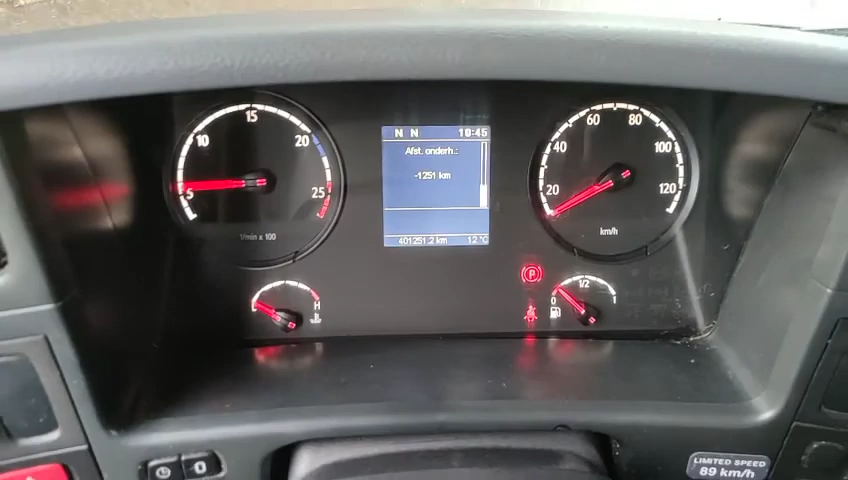 N N 10:45
Afst. onderh.:
-1251 km
401251.2 km 12 °C
5 10 15 20 25
1/min x 100
20 40 60 80 100 120
km/h
H
P
0 1/2 1
LIMITED SPEED
89 km/h